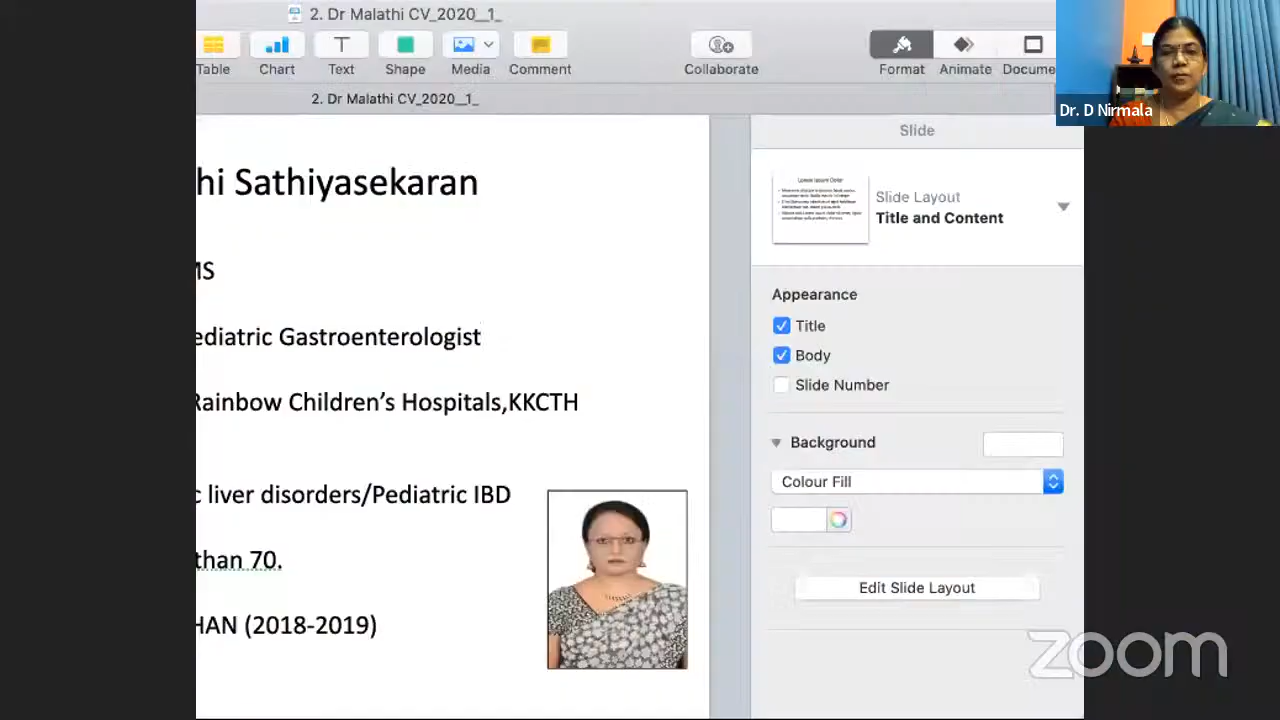 2. Dr Malathi CV_2020__1_
Table
Chart
Text
Shape
Media
Comment
Collaborate
Format
Animate
Docume
Dr. D Nirmala
2. Dr Malathi CV_2020__1_
Slide
hi Sathiyasekaran
MS
ediatric Gastroenterologist
Rainbow Children's Hospitals,KKCTH
c liver disorders/Pediatric IBD
than 70.
HAN (2018-2019)
Slide Layout
Title and Content
Appearance
Title
Body
Slide Number
Background
Colour Fill
Edit Slide Layout
zoom